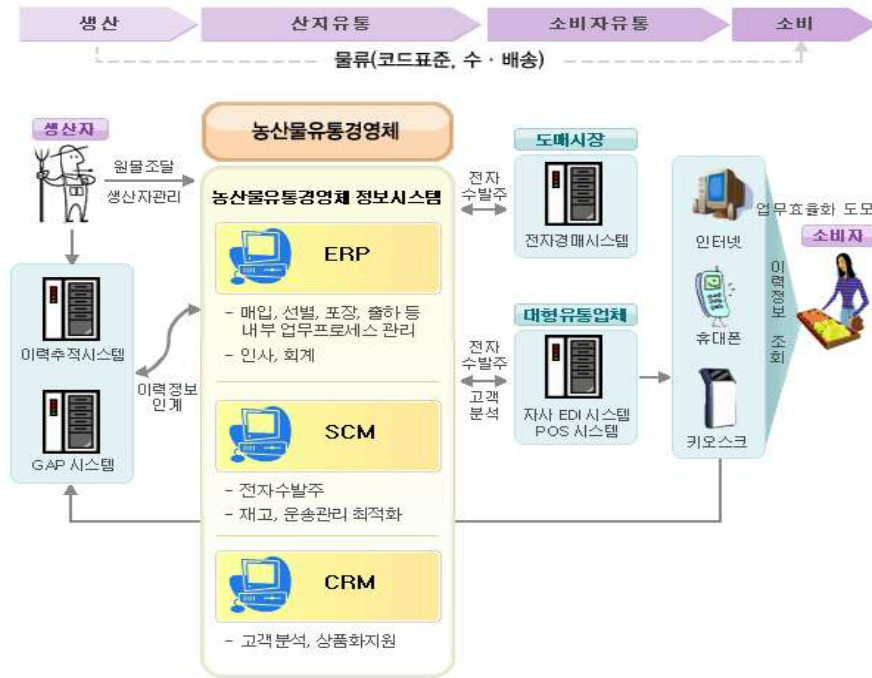 생산
산지유통
소비자유통
소비
물류(코드표준, 수 · 배송)
생산자
원물조달
생산자관리
이력추적시스템
GAP 시스템
이력정보
인계
농산물유통경영체
농산물유통경영체 정보시스템
ERP
- 매입, 선별, 포장, 출하 등
내부 업무프로세스 관리
- 인사, 회계
SCM
- 전자수발주
- 재고, 운송관리 최적화
CRM
- 고객분석, 상품화지원
전자
수발주
도매시장
전자경매시스템
전자
수발주
고객
분석
대형유통업체
자사 EDI 시스템
POS 시스템
인터넷
휴대폰
키오스크
업무효율화 도모
소비자
이력정보 조회